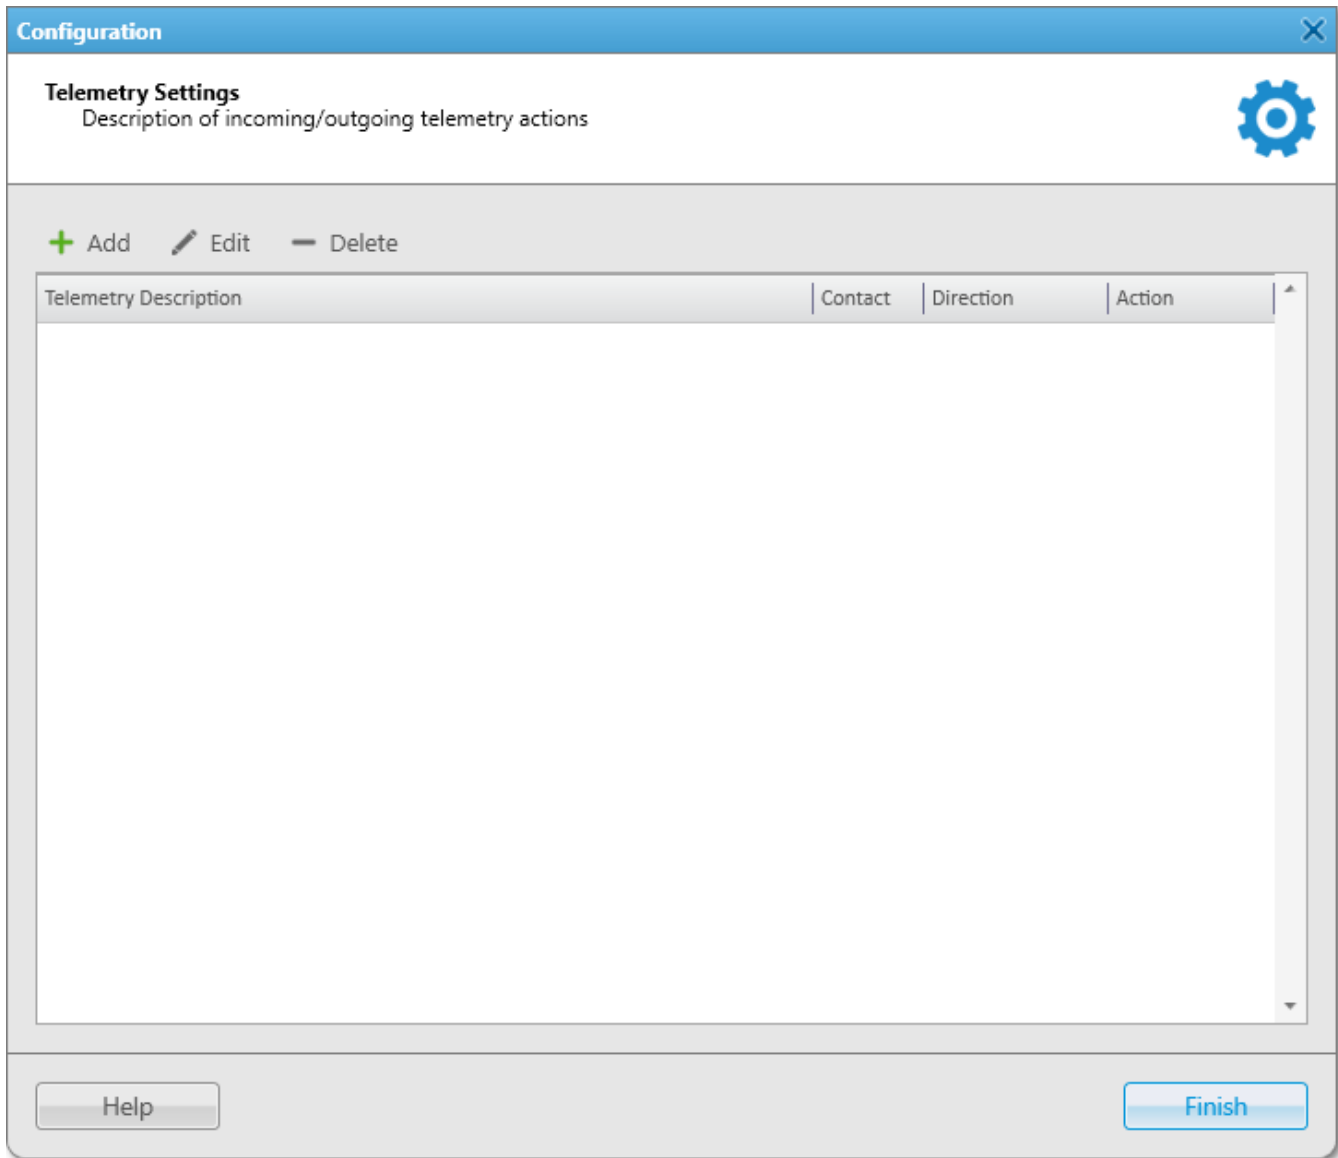 Configuration
Telemetry Settings
Description of incoming/outgoing telemetry actions
Add Edit Delete
Telemetry Description Contact Direction Action
Help Finish